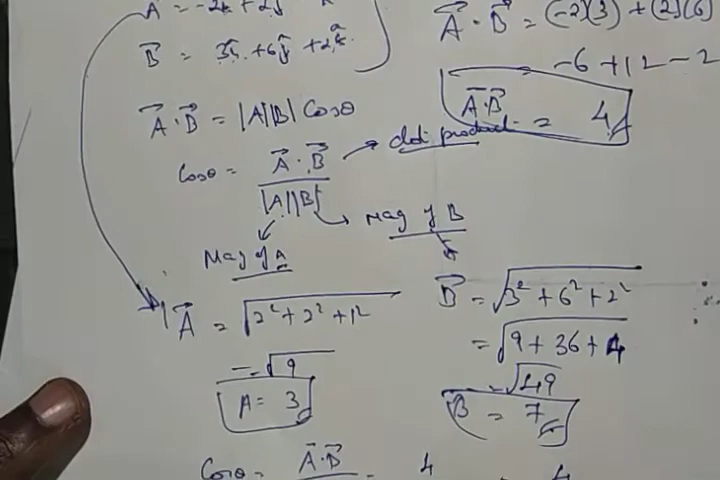 A = -2i + 2j k
B = 3i + 6j + 2k
A · B = (-2)(3) + (2)(6)
-6 + 12 - 2
A · B = 4
A · B = |A||B| Cosθ
Cosθ = A · B / |A||B| → dot product
Mag of A
Mag of B
A = √2² + 2² + 1²
= √9
A = 3
B = √3² + 6² + 2²
= √9 + 36 + 4
= √49
B = 7
Cosθ = A · B = 4